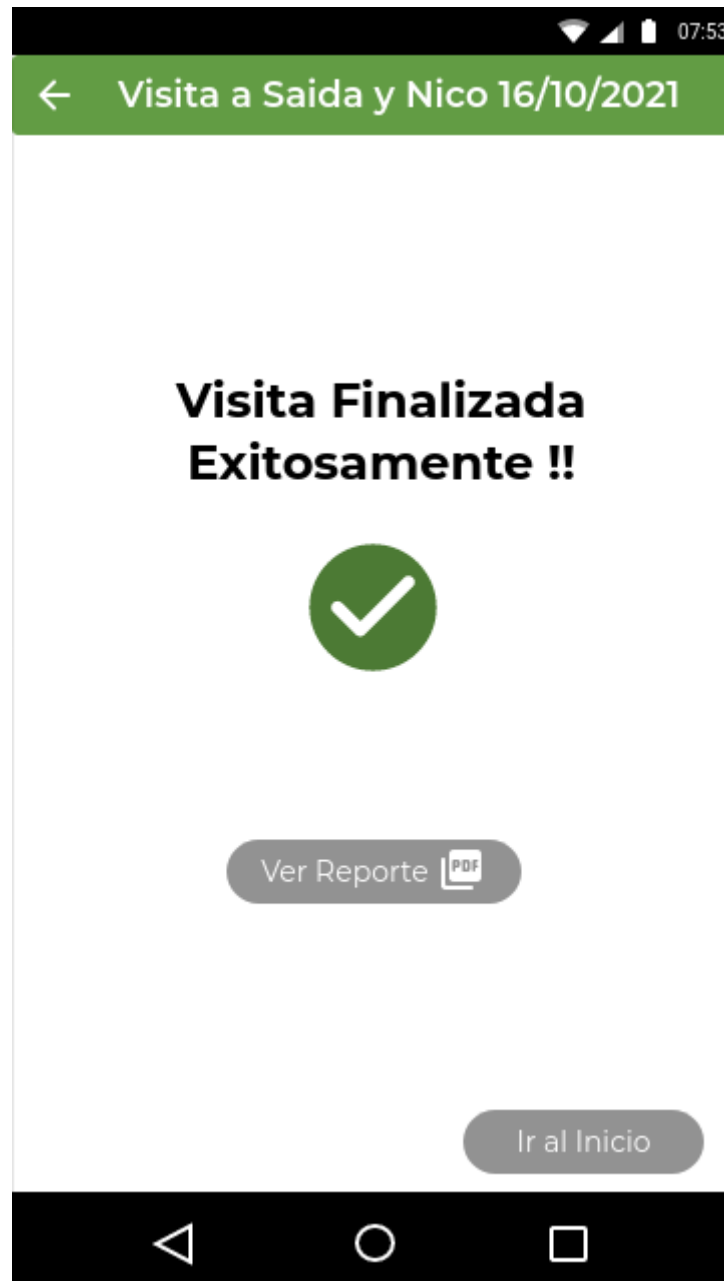 07:53
Visita a Saida y Nico 16/10/2021
Visita Finalizada
Exitosamente !!
Ver Reporte PDF
Ir al Inicio